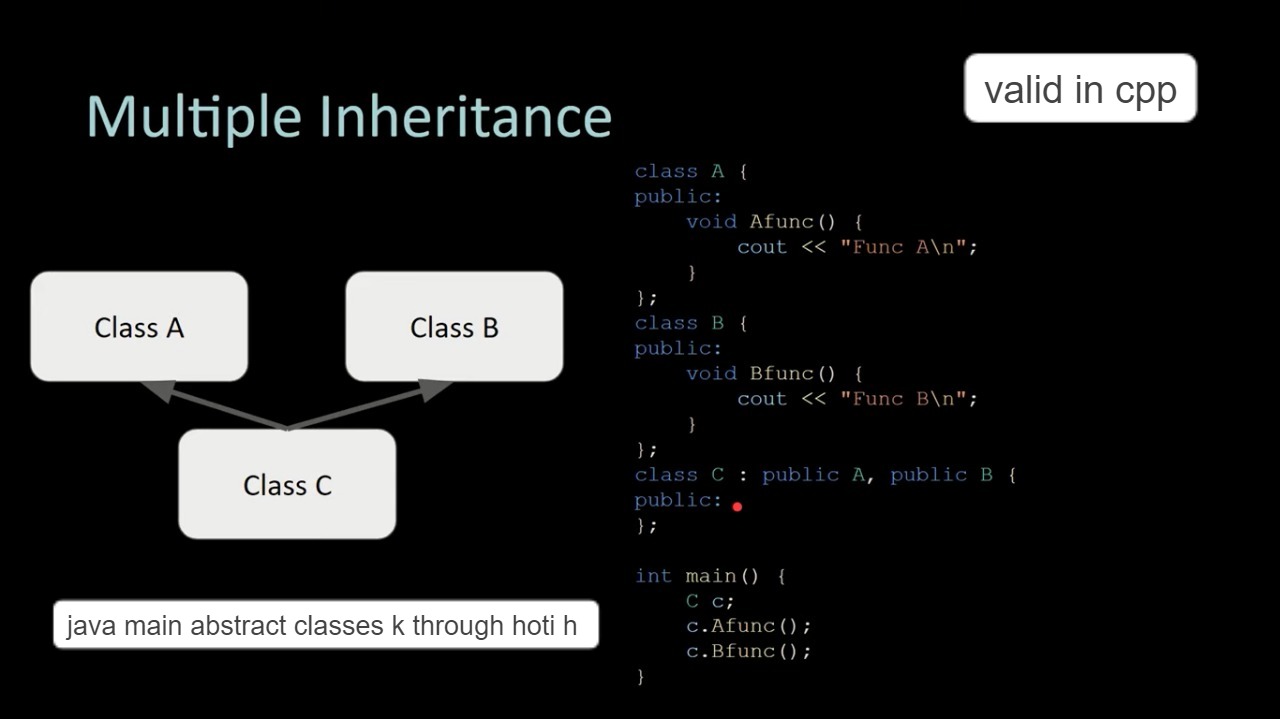 Multiple Inheritance
valid in cpp
Class A
Class B
Class C
java main abstract classes k through hoti h
class A {
public:
    void Afunc() {
        cout << "Func A\n";
    }
};
class B {
public:
    void Bfunc() {
        cout << "Func B\n";
    }
};
class C : public A, public B {
public:
};
int main() {
    C c;
    c.Afunc();
    c.Bfunc();
}